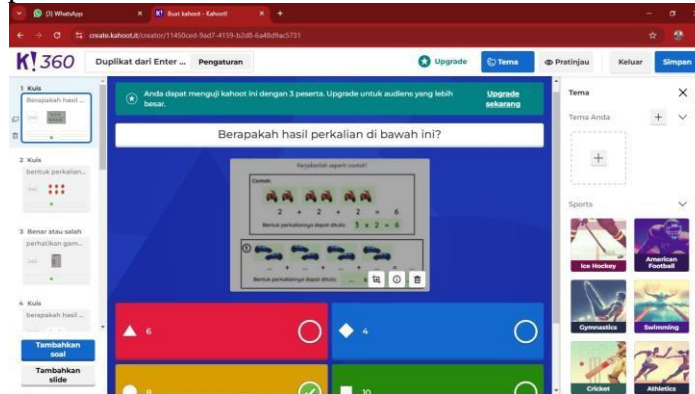 (3) WhatsApp
Buat kahoot - Kahoot!
create.kahoot.it/creator/11450ced-9ad7-4159-b2d8-6a48d9ac5731
K! 360
Duplikat dari Enter ...
Pengaturan
Upgrade
Tema
Pratinjau
Keluar
Simpan
1 Kuis
Berapakah hasil ...
2 Kuis
bentuk perkalian...
3 Benar atau salah
perhatikan gam...
4 Kuis
berapakah hasil ...
Tambahkan
soal
Tambahkan
slide
Anda dapat menguji kahoot ini dengan 3 peserta. Upgrade untuk audiens yang lebih
besar.
Upgrade
sekarang
Berapakah hasil perkalian di bawah ini?
Kerjakanlah seperti contoh!
Contoh:
2 + 2 + 2 = 6
Bentuk perkaliannya dapat ditulis 3 x 2 = 6
1
... + ... + ... + ... = ...
Bentuk perkaliannya dapat ditulis ... x
6
4
8
10
Tema
Tema Anda
Sports
Ice Hockey
American
Football
Gymnastics
Swimming
Cricket
Athletics